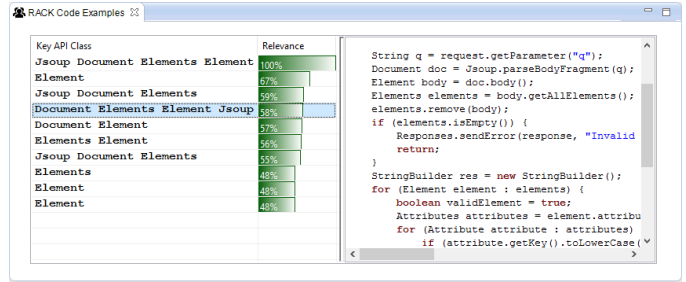 RACK Code Examples
Key API Class Relevance
Jsoup Document Elements Element 100%
Element 67%
Jsoup Document Elements 59%
Document Elements Element Jsoup 58%
Document Element 57%
Elements Element 56%
Jsoup Document Elements 55%
Elements 48%
Element 48%
Element 48%
String q = request.getParameter("q");
Document doc = Jsoup.parseBodyFragment(q);
Element body = doc.body();
Elements elements = body.getAllElements();
elements.remove(body);
if (elements.isEmpty()) {
Responses.sendError(response, "Invalid
return;
}
StringBuilder res = new StringBuilder();
for (Element element : elements) {
boolean validElement = true;
Attributes attributes = element.attribu
for (Attribute attribute : attributes)
if (attribute.getKey().toLowerCase(